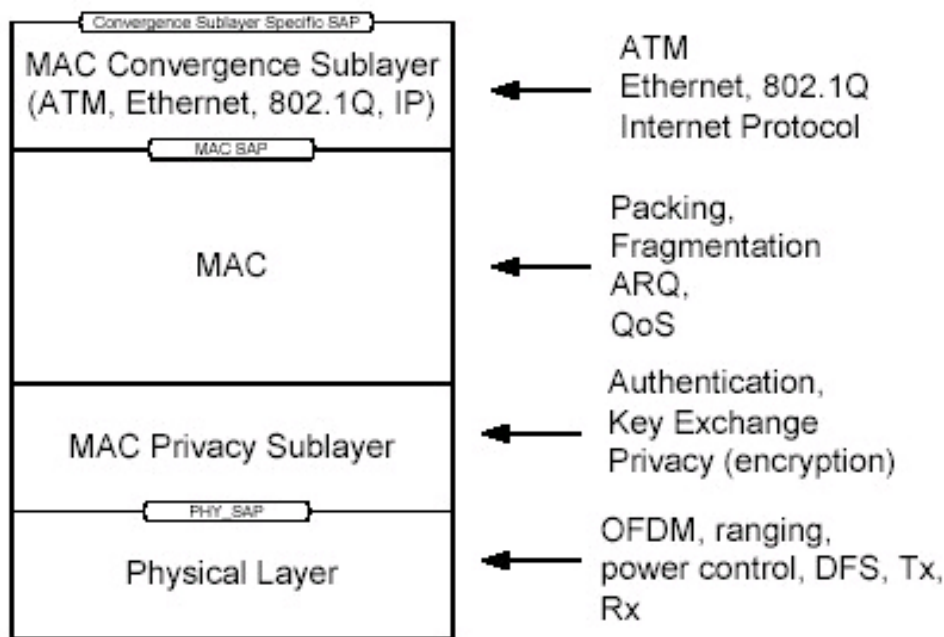 Convergence Sublayer Specific SAP
MAC Convergence Sublayer
(ATM, Ethernet, 802.1Q, IP)
ATM
Ethernet, 802.1Q
Internet Protocol
MAC SAP
MAC
Packing,
Fragmentation
ARQ,
QoS
MAC Privacy Sublayer
Authentication,
Key Exchange
Privacy (encryption)
PHY_SAP
Physical Layer
OFDM, ranging,
power control, DFS, Tx,
Rx